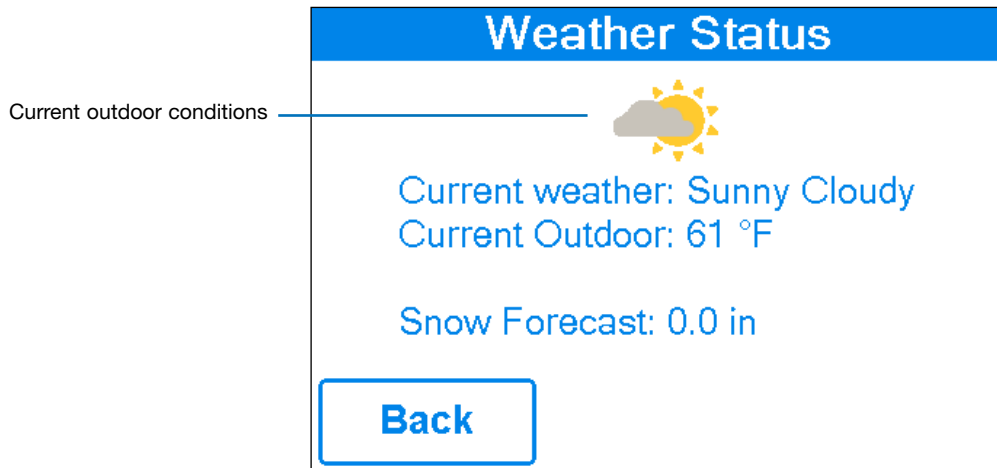 Weather Status
Current outdoor conditions
Current weather: Sunny Cloudy
Current Outdoor: 61 °F
Snow Forecast: 0.0 in
Back